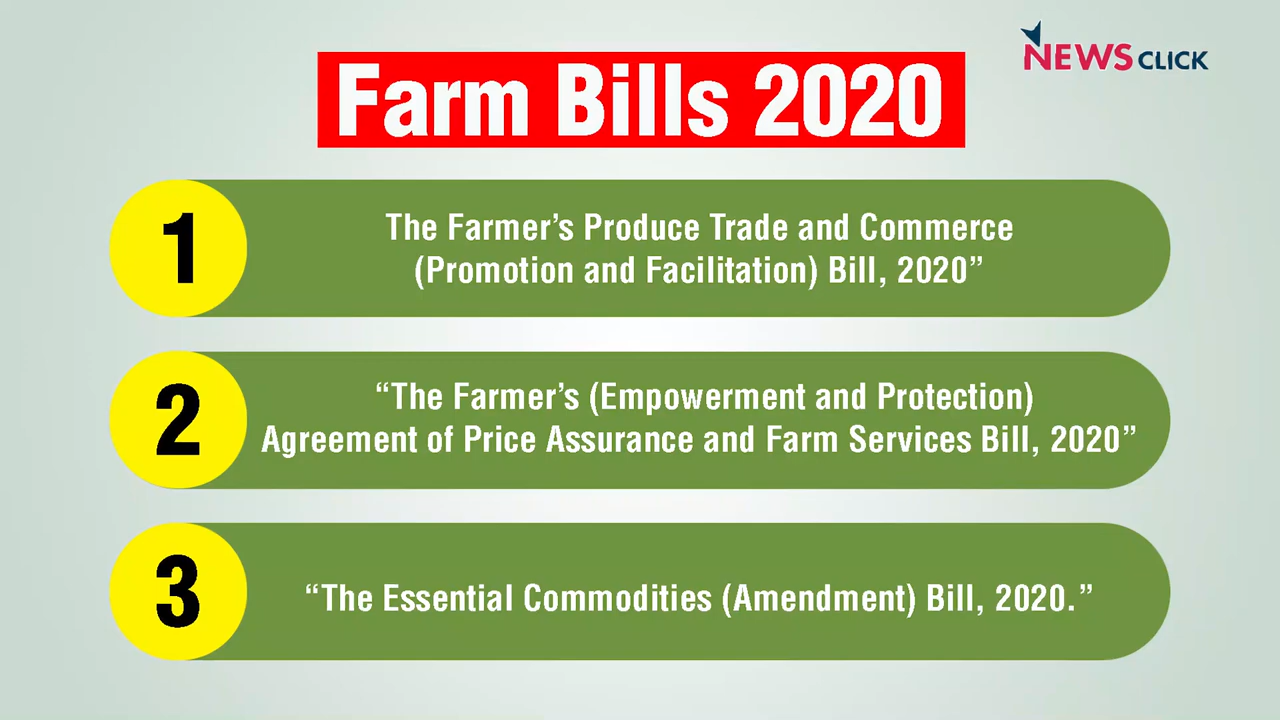 NEWS CLICK
Farm Bills 2020
1
The Farmer’s Produce Trade and Commerce
(Promotion and Facilitation) Bill, 2020”
2
“The Farmer’s (Empowerment and Protection)
Agreement of Price Assurance and Farm Services Bill, 2020”
3
“The Essential Commodities (Amendment) Bill, 2020.”